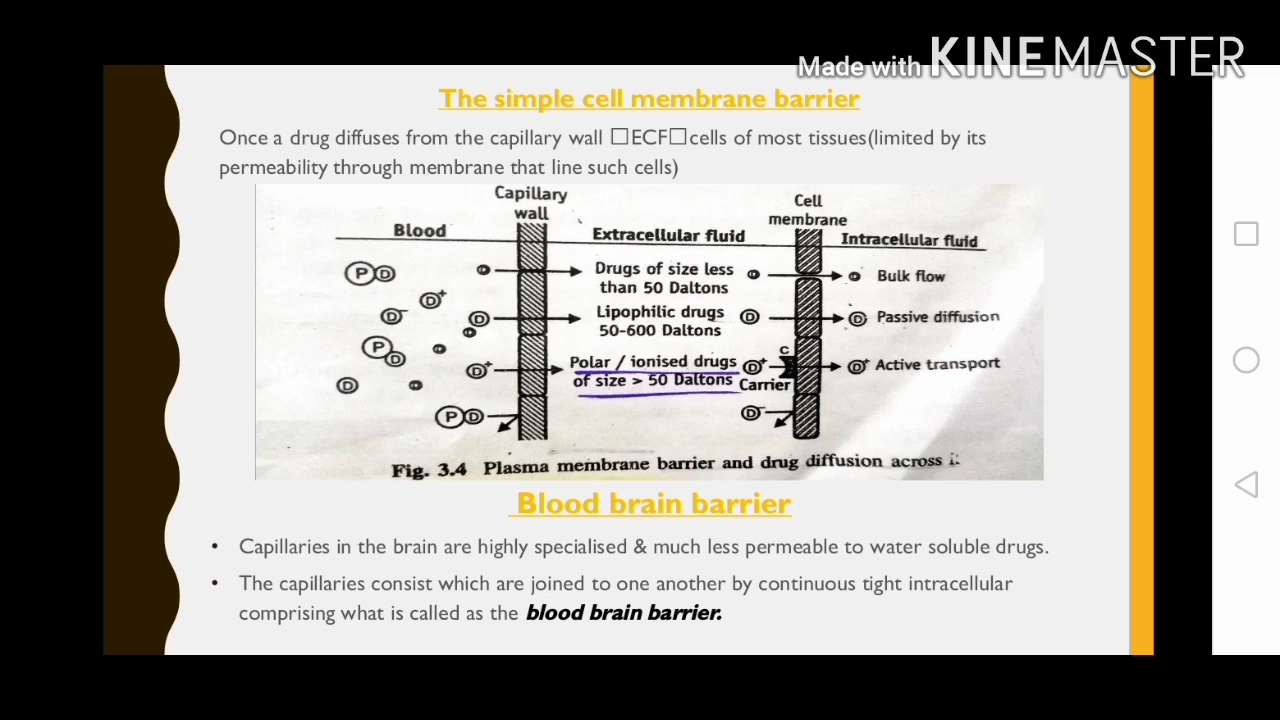 Made with KINEMASTER
The simple cell membrane barrier
Once a drug diffuses from the capillary wall □ECF□cells of most tissues(limited by its
permeability through membrane that line such cells)
Capillary
wall
Cell
membrane
Blood
Extracellular fluid
Intracellular fluid
P D
D+
D-
P D
D
D
Drugs of size less
than 50 Daltons
Bulk flow
D
Lipophilic drugs
50-600 Daltons
D
D
Passive diffusion
D+
Polar / ionised drugs
of size > 50 Daltons
D+
C
Carrier
D+
Active transport
P D
D-
Fig. 3.4 Plasma membrane barrier and drug diffusion across
Blood brain barrier
• Capillaries in the brain are highly specialised & much less permeable to water soluble drugs.
• The capillaries consist which are joined to one another by continuous tight intracellular
comprising what is called as the blood brain barrier.